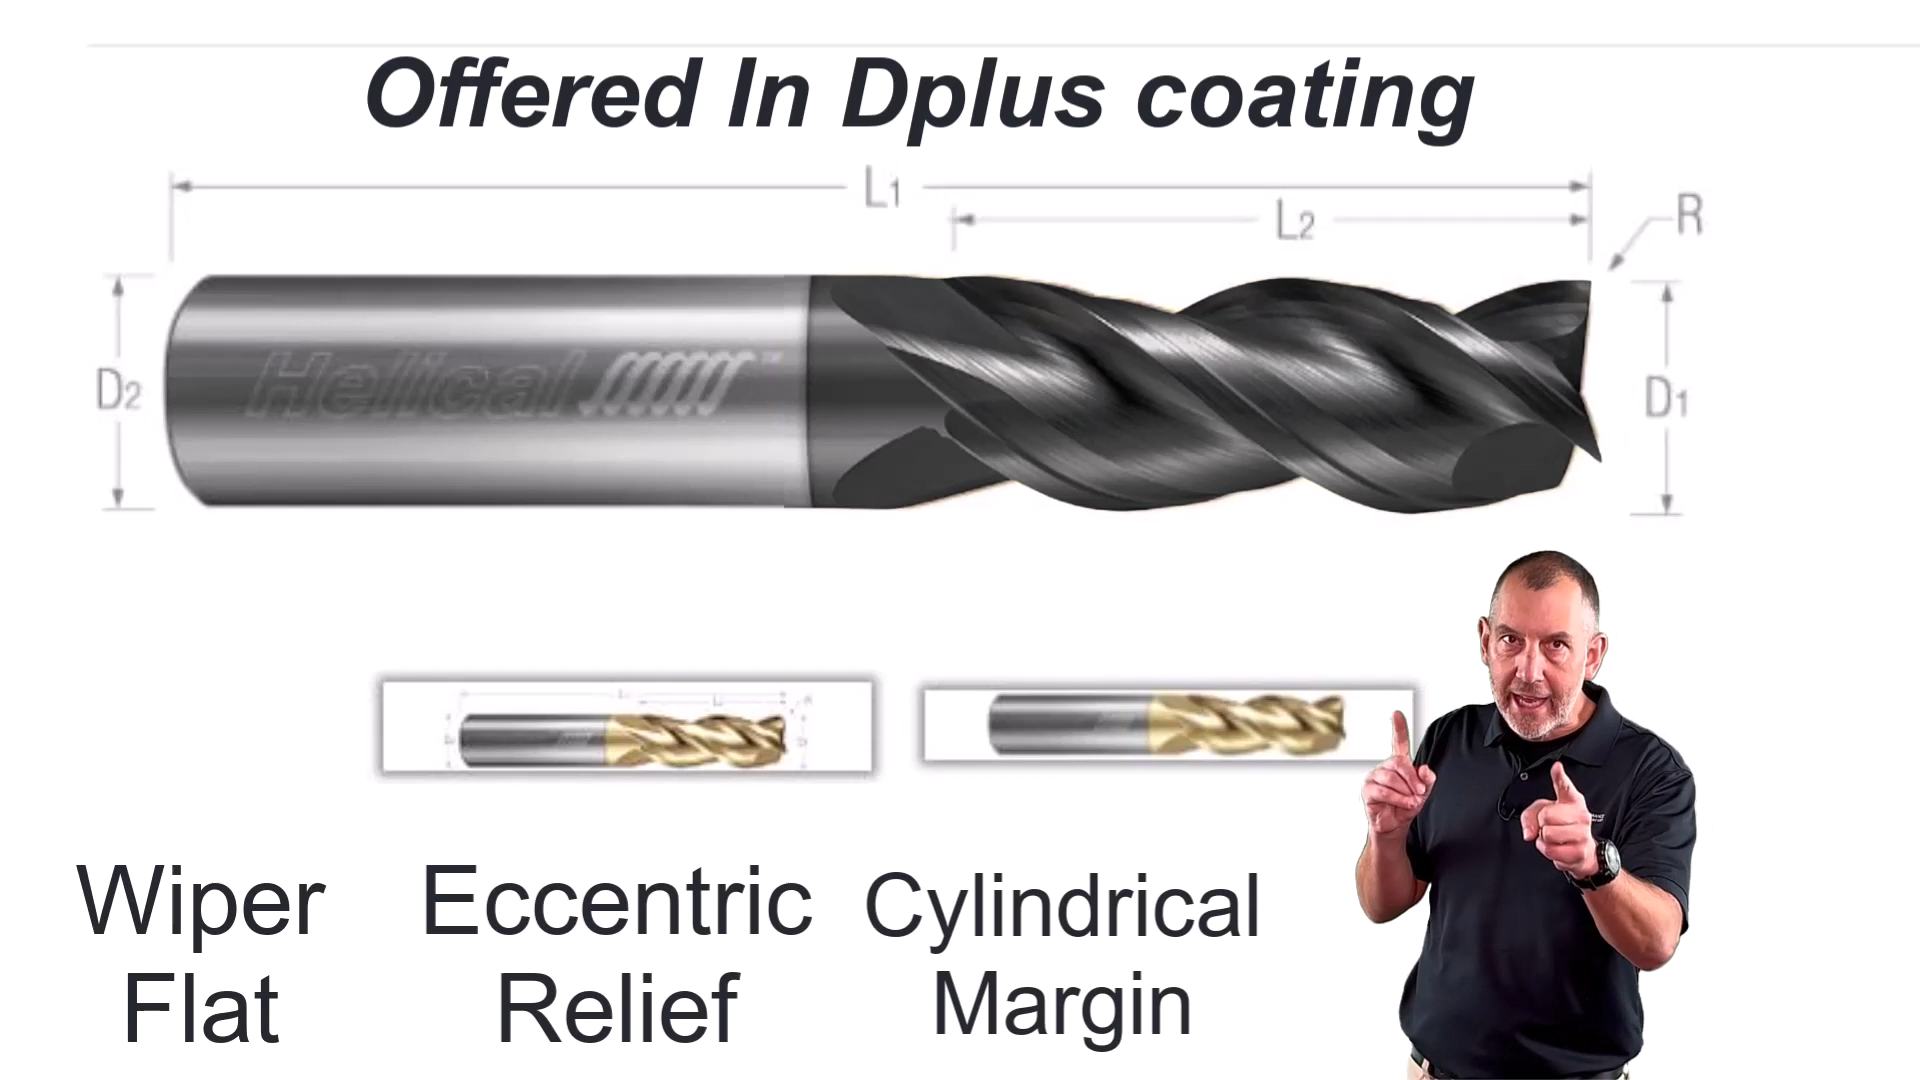 Offered In Dplus coating
L1
L2
R
Helical
D2
D1
Wiper
Flat
Eccentric
Relief
Cylindrical
Margin